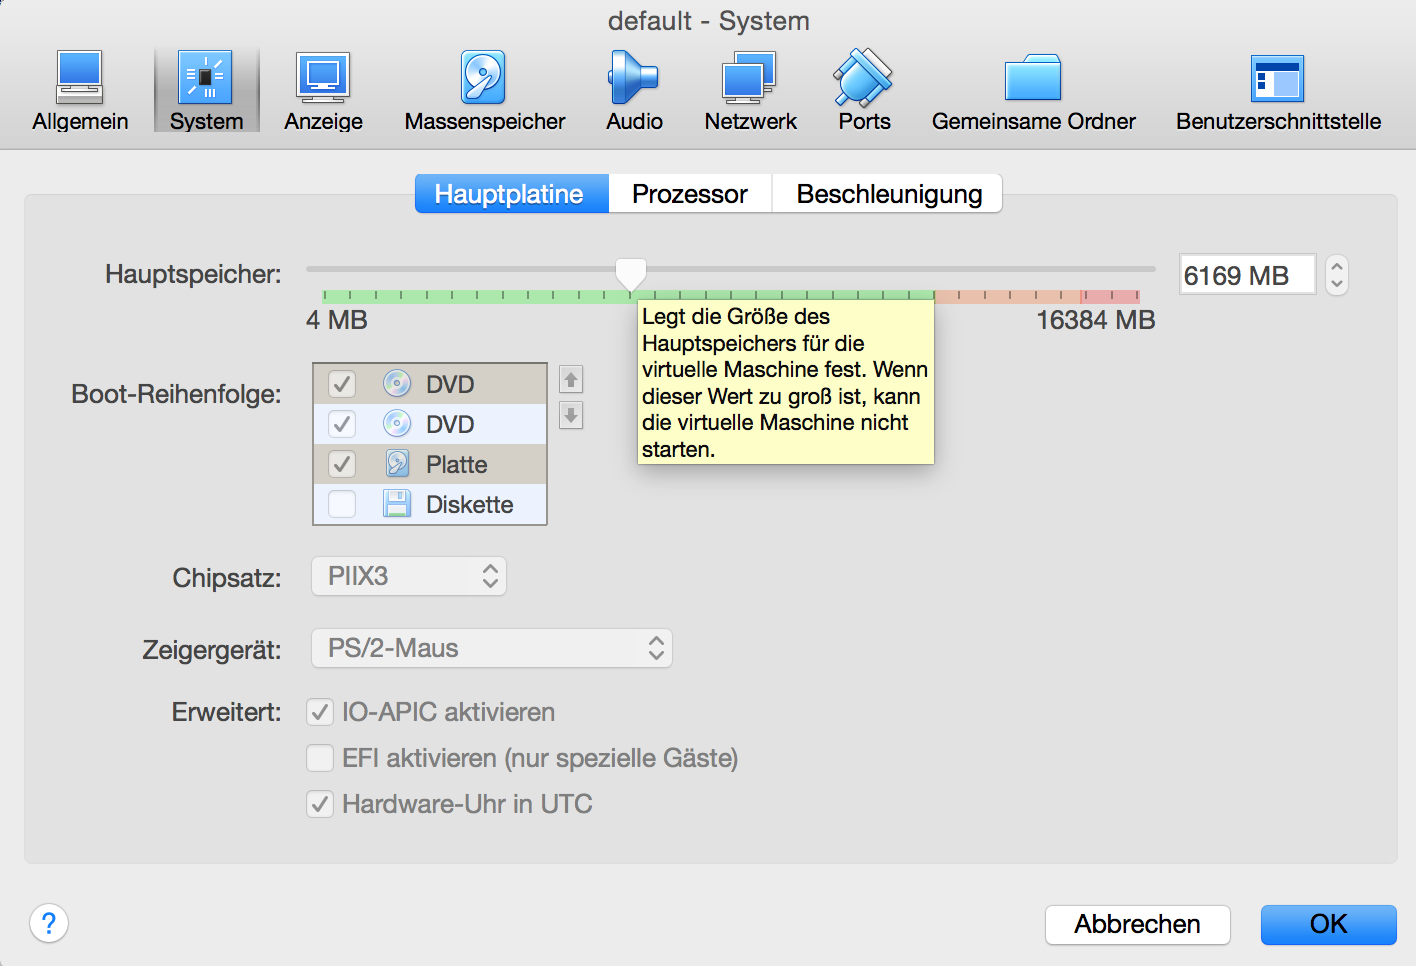 default - System
Allgemein System Anzeige Massenspeicher Audio Netzwerk Ports Gemeinsame Ordner Benutzerschnittstelle
Hauptplatine Prozessor Beschleunigung
Hauptspeicher: 6169 MB
4 MB 16384 MB
Legt die Größe des
Hauptspeichers für die
virtuelle Maschine fest. Wenn
dieser Wert zu groß ist, kann
die virtuelle Maschine nicht
starten.
Boot-Reihenfolge:
DVD
DVD
Platte
Diskette
Chipsatz: PIIX3
Zeigergerät: PS/2-Maus
Erweitert: IO-APIC aktivieren
EFI aktivieren (nur spezielle Gäste)
Hardware-Uhr in UTC
? Abbrechen OK